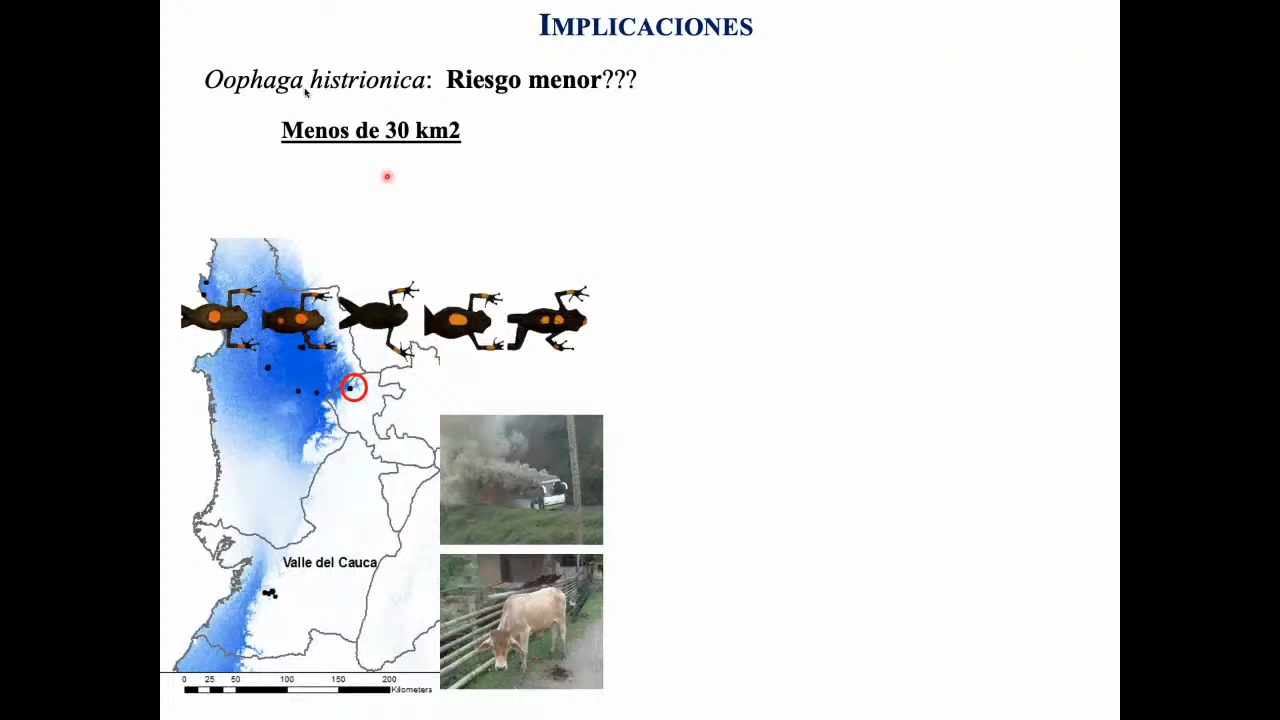 IMPLICACIONES
Oophaga histrionica: Riesgo menor???
Menos de 30 km2
Valle del Cauca
0 25 50 100 150 200
Kilometers